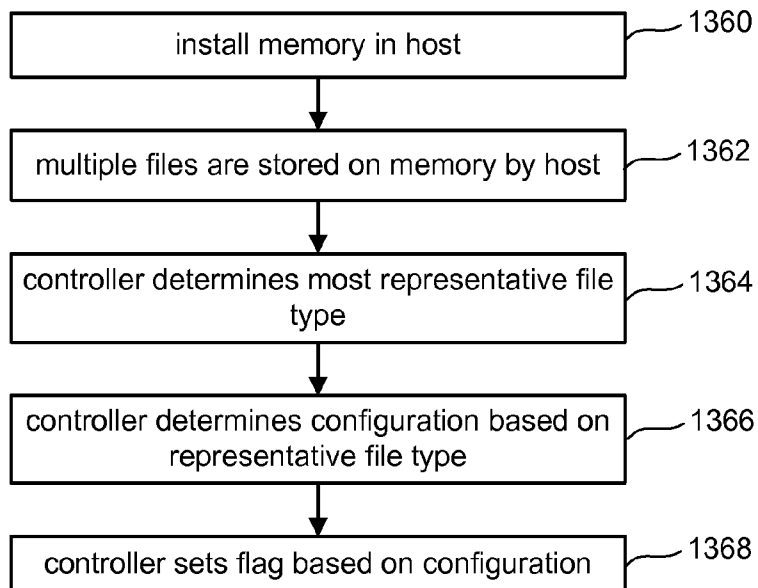 install memory in host
1360
multiple files are stored on memory by host
1362
controller determines most representative file
type
1364
controller determines configuration based on
representative file type
1366
controller sets flag based on configuration
1368